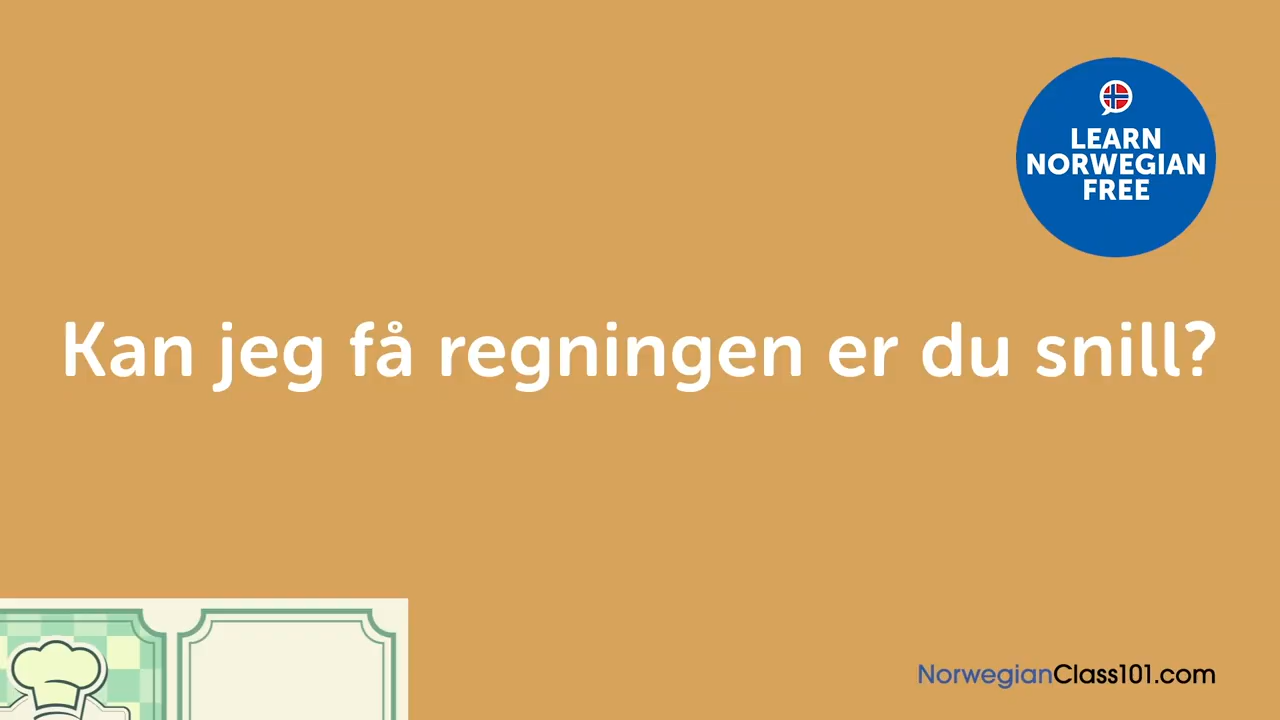 LEARN
NORWEGIAN
FREE
Kan jeg få regningen er du snill?
NorwegianClass101.com